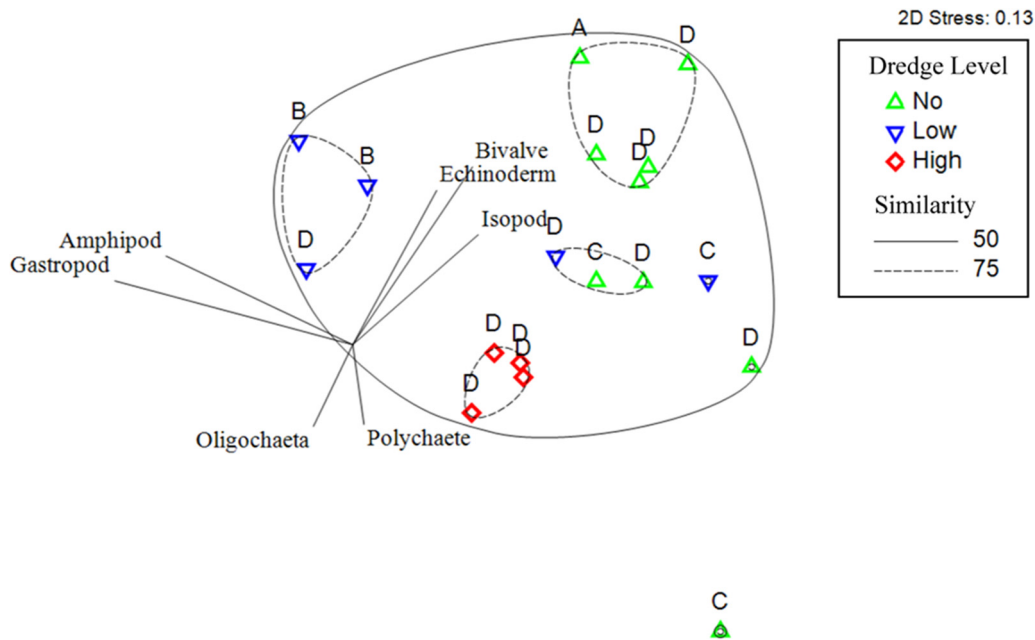 2D Stress: 0.13
Dredge Level
No
Low
High
Similarity
50
75
A
D
B
D
D
D
B
Bivalve
Echinoderm
Isopod
D
D
C
D
C
Amphipod
Gastropod
D
D
D
D
D
Oligochaeta
Polychaete
C